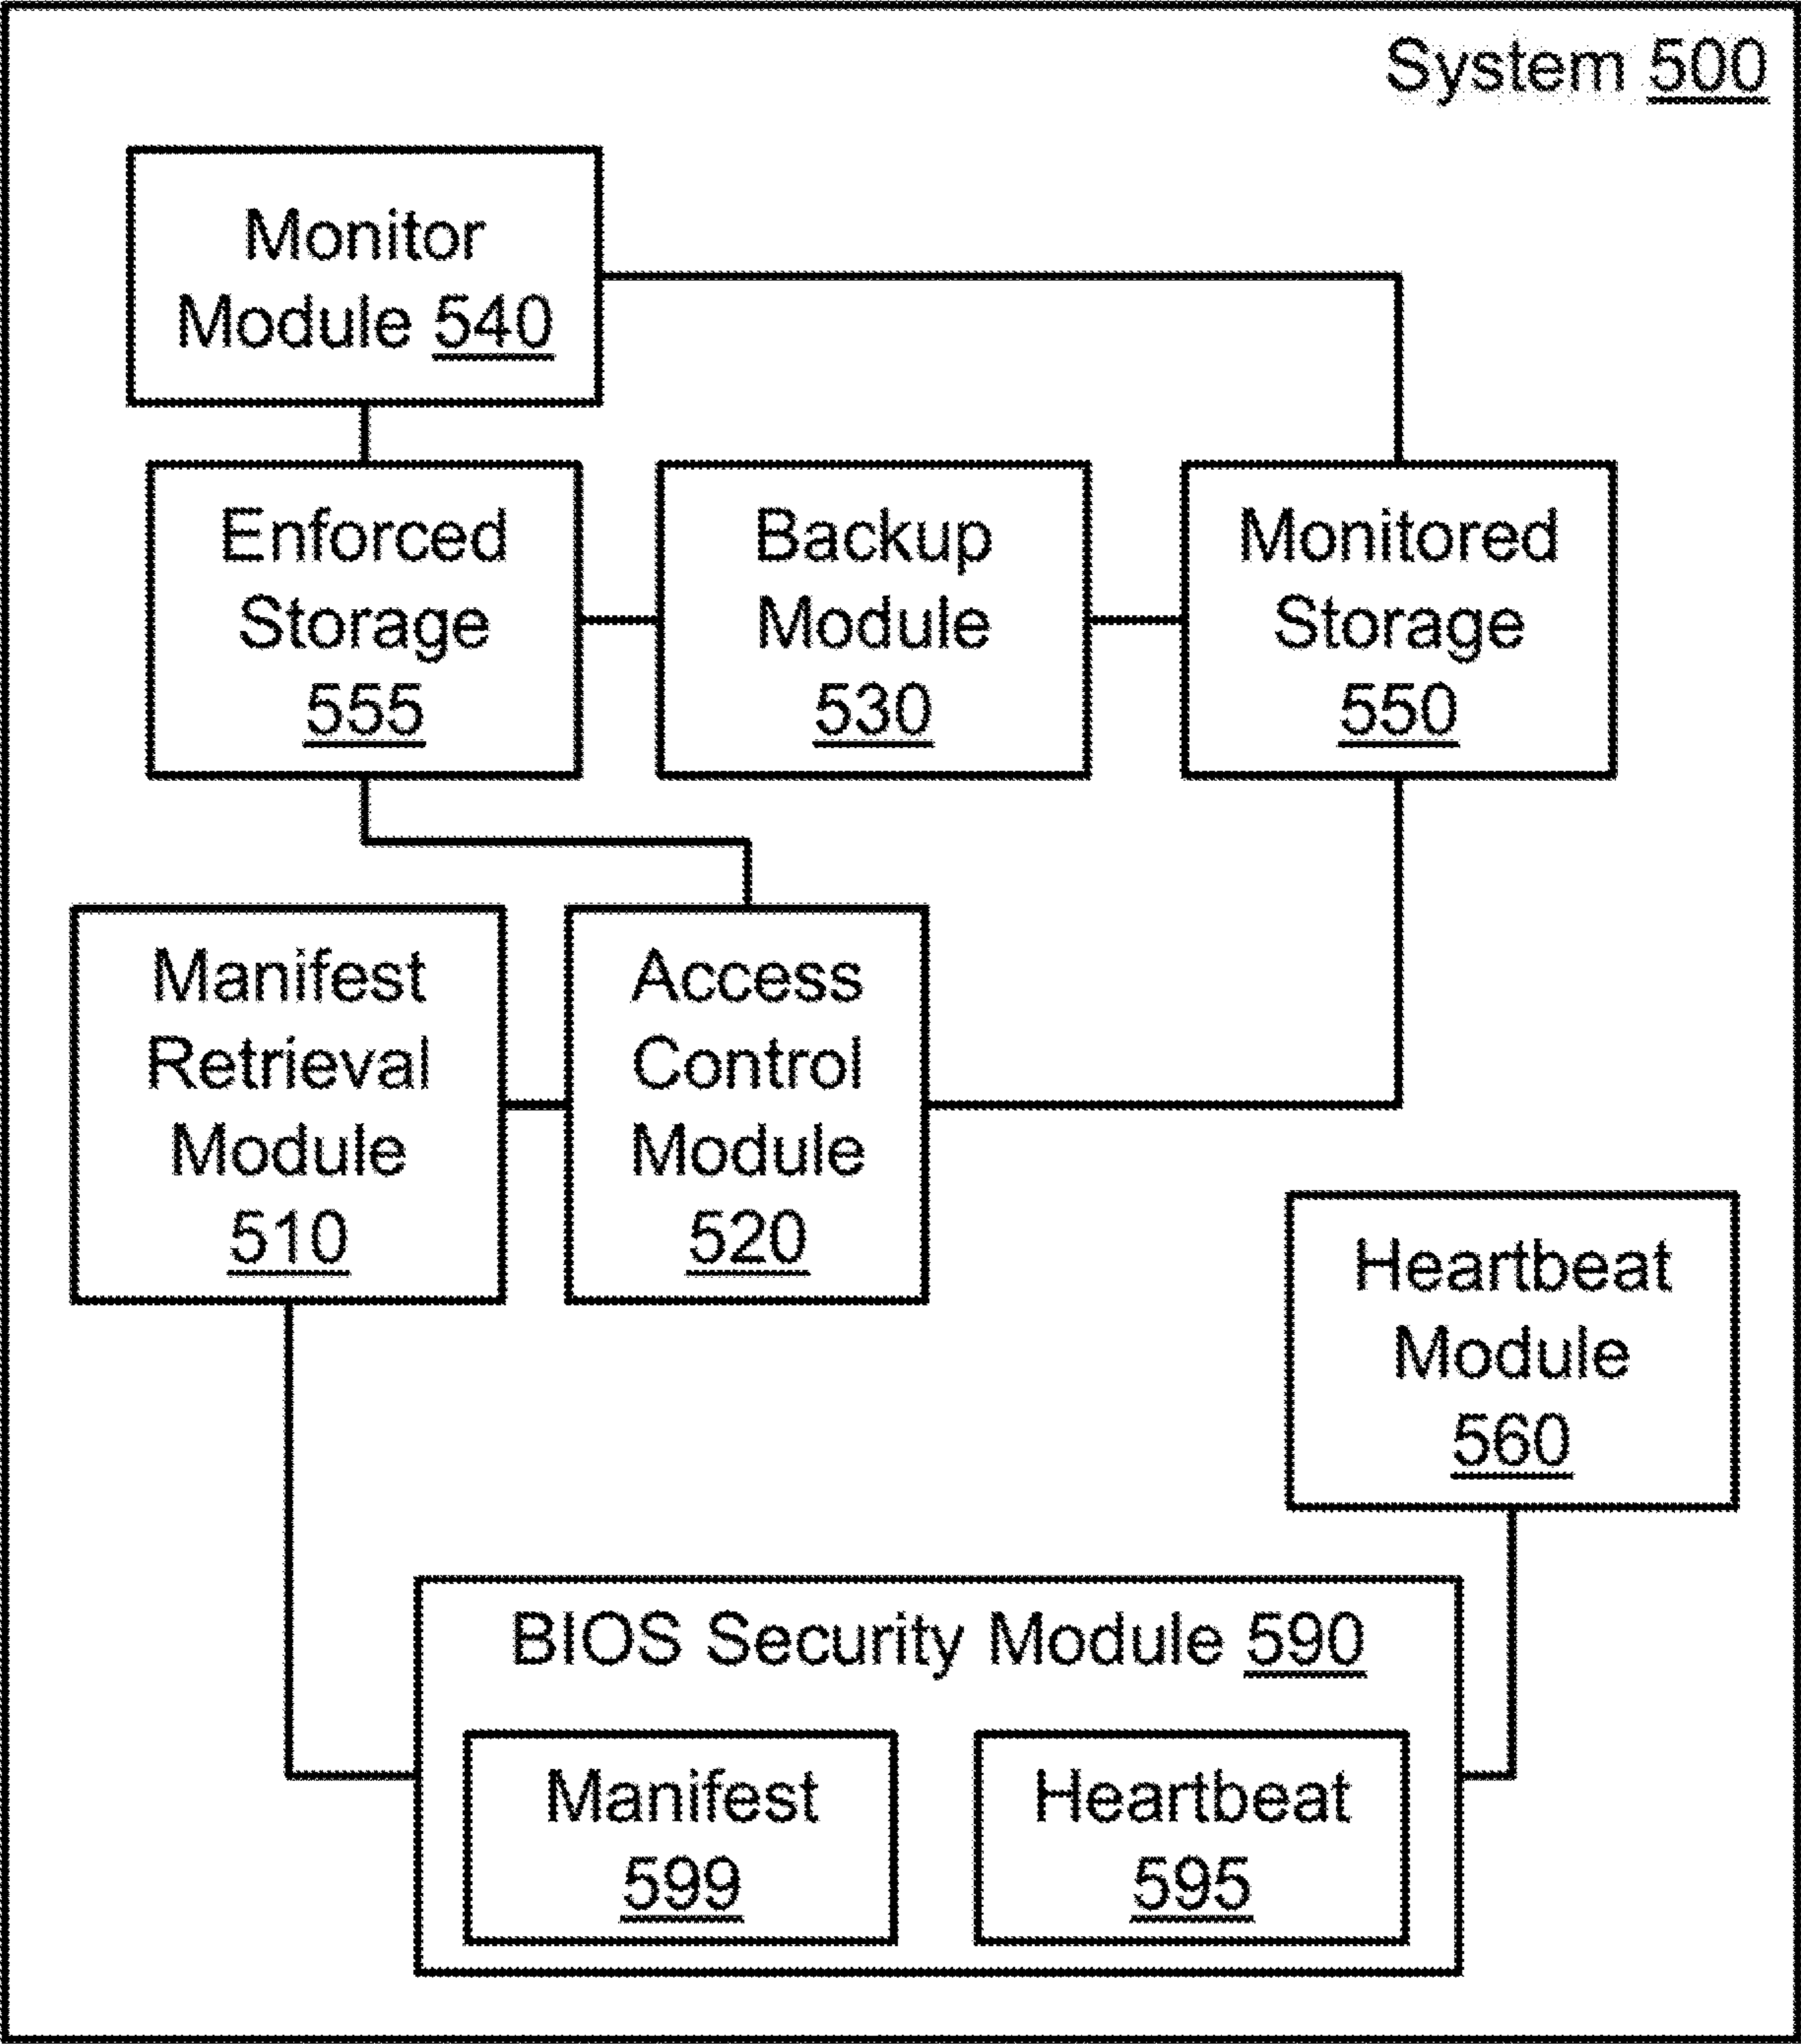 System 500
Monitor
Module 540
Enforced
Storage
555
Backup
Module
530
Monitored
Storage
550
Manifest
Retrieval
Module
510
Access
Control
Module
520
Heartbeat
Module
560
BIOS Security Module 590
Manifest
599
Heartbeat
595